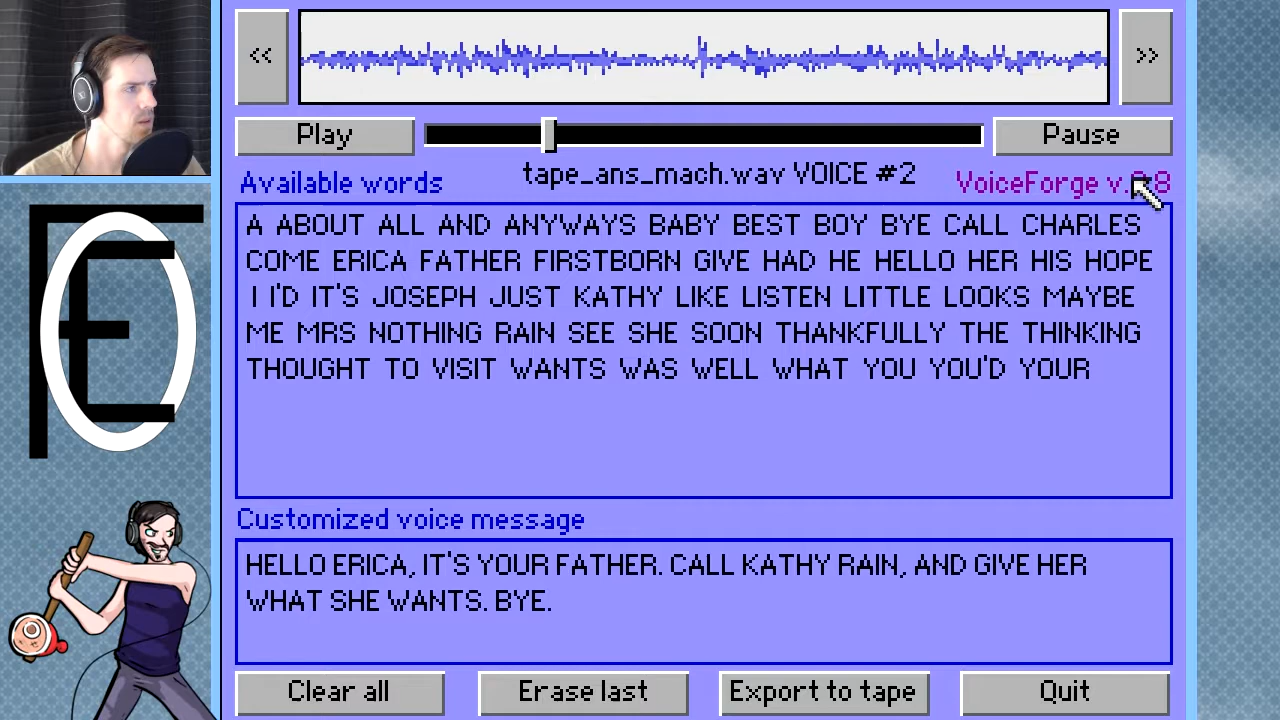 << >>
Play Pause
tape_ans_mach.wav VOICE #2
Available words VoiceForge v. 8
A ABOUT ALL AND ANYWAYS BABY BEST BOY BYE CALL CHARLES
COME ERICA FATHER FIRSTBORN GIVE HAD HE HELLO HER HIS HOPE
I I'D IT'S JOSEPH JUST KATHY LIKE LISTEN LITTLE LOOKS MAYBE
ME MRS NOTHING RAIN SEE SHE SOON THANKFULLY THE THINKING
THOUGHT TO VISIT WANTS WAS WELL WHAT YOU YOU'D YOUR
Customized voice message
HELLO ERICA, IT'S YOUR FATHER. CALL KATHY RAIN, AND GIVE HER
WHAT SHE WANTS. BYE.
Clear all Erase last Export to tape Quit